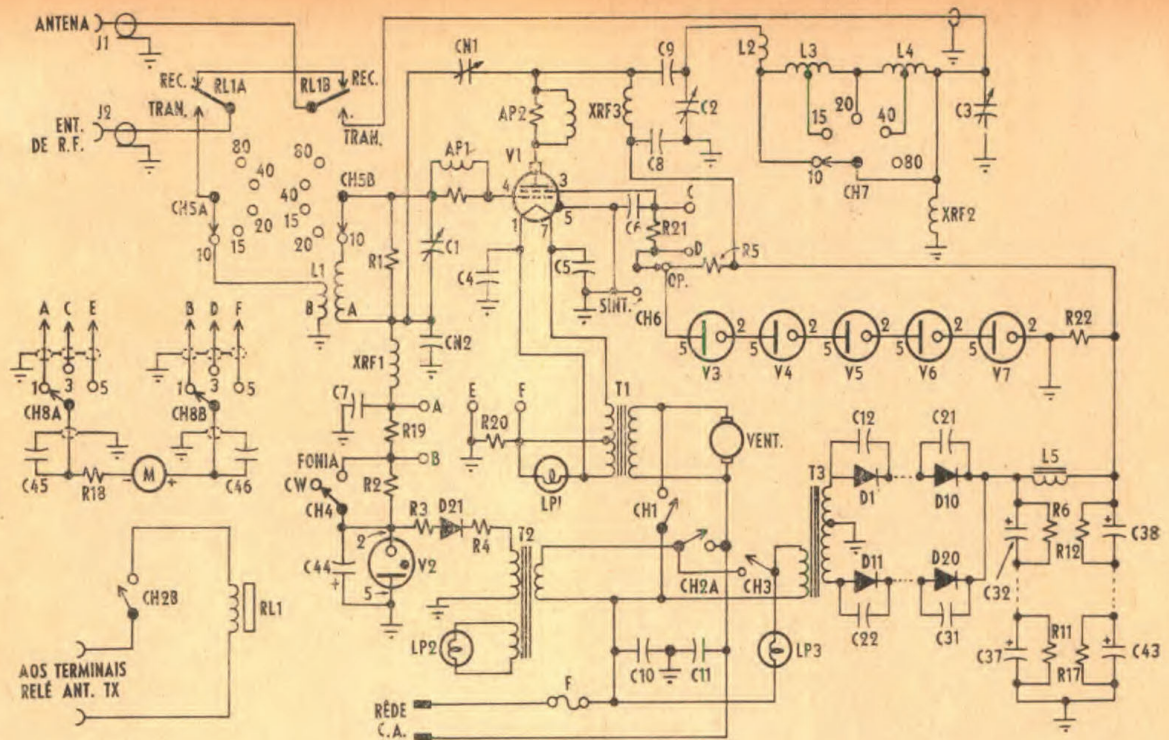 ANTENA
J1
REC.
RL1A
RL1B
REC.
TRAN.
TRAN.
J2
ENT.
DE R.F.
CN1
C9
L2
L3
L4
AP2
XRF3
C2
C8
15
20
40
10
80
CH7
C3
XRF2
80
40
20
15
10
CH5A
80
40
15
20
10
CH5B
AP1
V1
4
3
5
1
7
C6
C
R21
D
R5
OP.
SINT.
CH6
R1
C1
C4
C5
L1
B
A
CN2
XRF1
A
C
E
B
D
F
1
3
5
CH8A
1
3
5
CH8B
C45
R18
-
M
+
C46
C7
A
R19
B
FONIA
CW
CH4
R2
R3
D21
R4
2
V2
5
C44
+
E
F
R20
LP1
T1
VENT.
5
2
V3
5
2
V4
5
2
V5
5
2
V6
5
2
V7
R22
CH1
CH2A
CH3
T2
LP2
T3
C12
C21
D1
D10
D11
D20
C22
C31
L5
+
R6
R12
+
C38
C32
+
R11
R17
+
C43
C37
CH2B
RL1
AOS TERMINAIS
RELÉ ANT. TX
C10
C11
LP3
F
RÊDE
C.A.